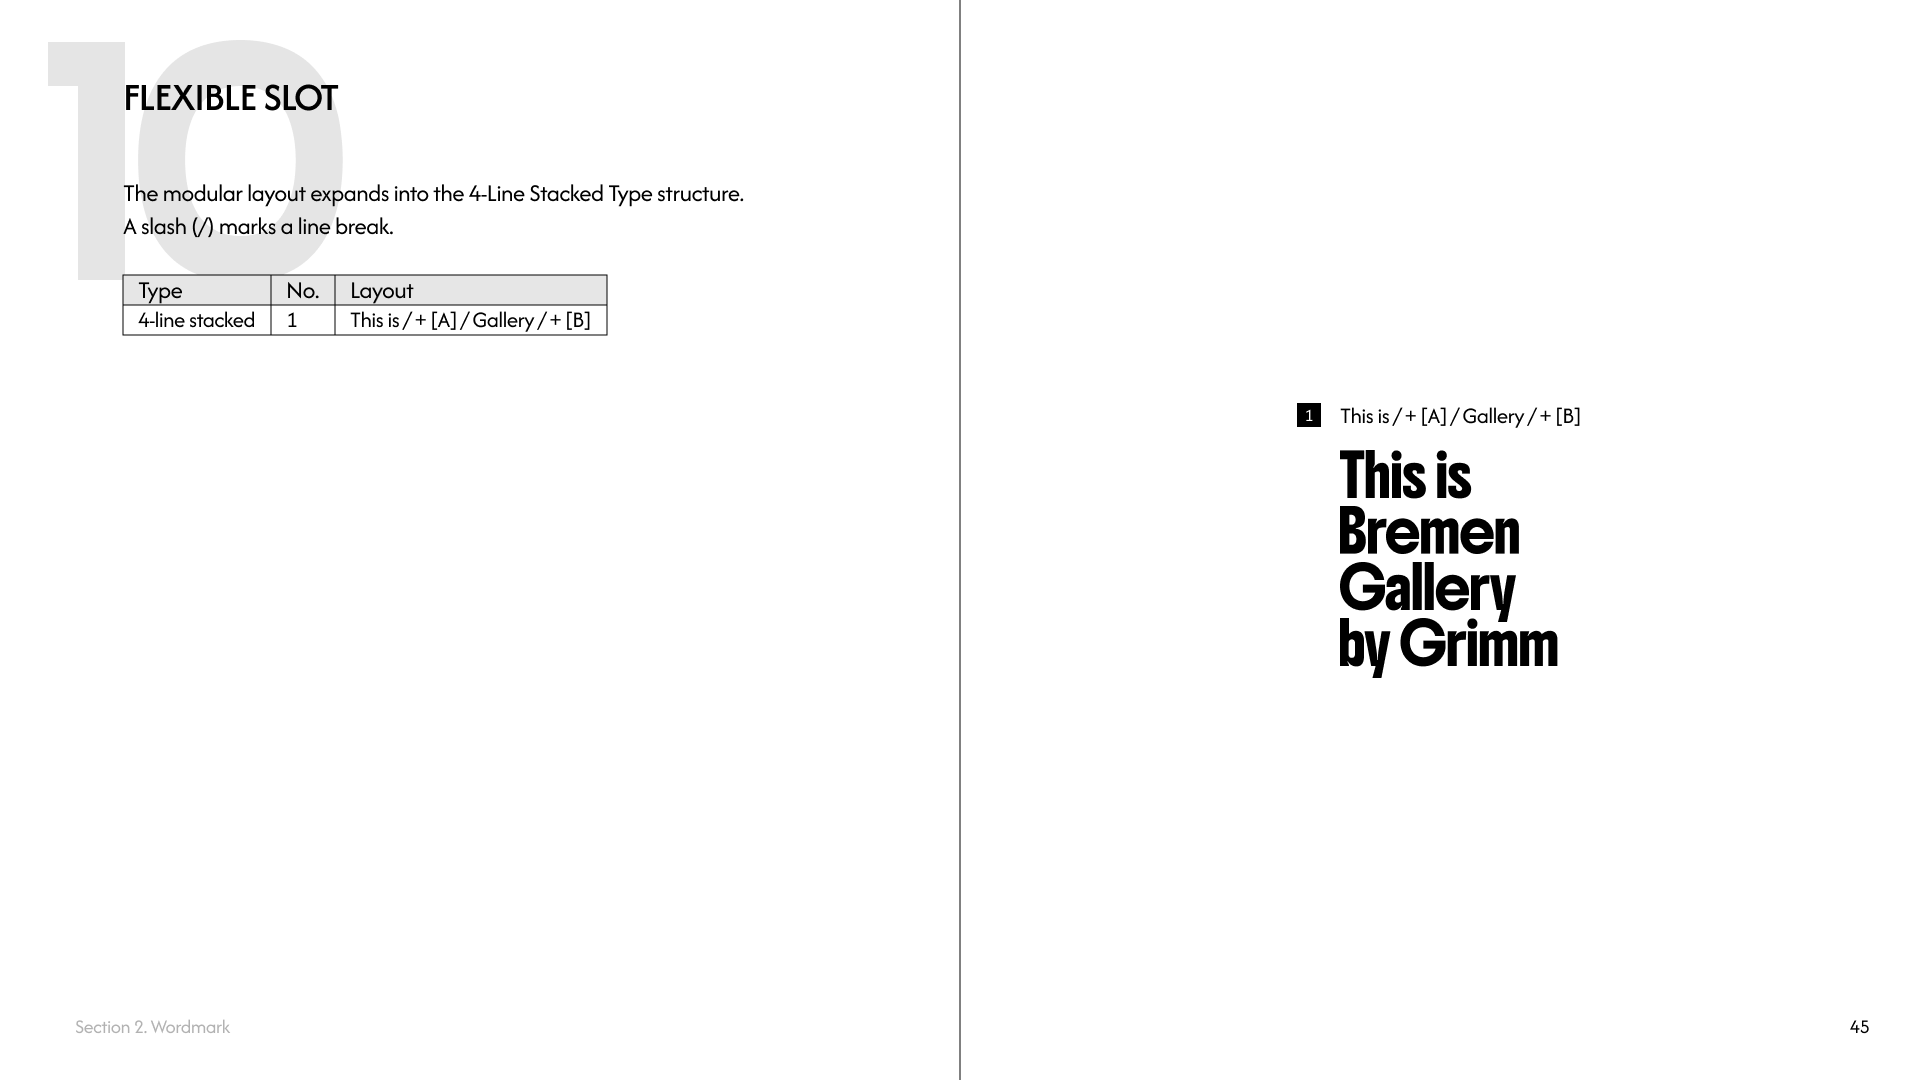 10
FLEXIBLE SLOT
The modular layout expands into the 4-Line Stacked Type structure.
A slash (/) marks a line break.
Type No. Layout
4-line stacked 1 This is / + [A] / Gallery / + [B]
1 This is / + [A] / Gallery / + [B]
This is
Bremen
Gallery
by Grimm
Section 2. Wordmark
45